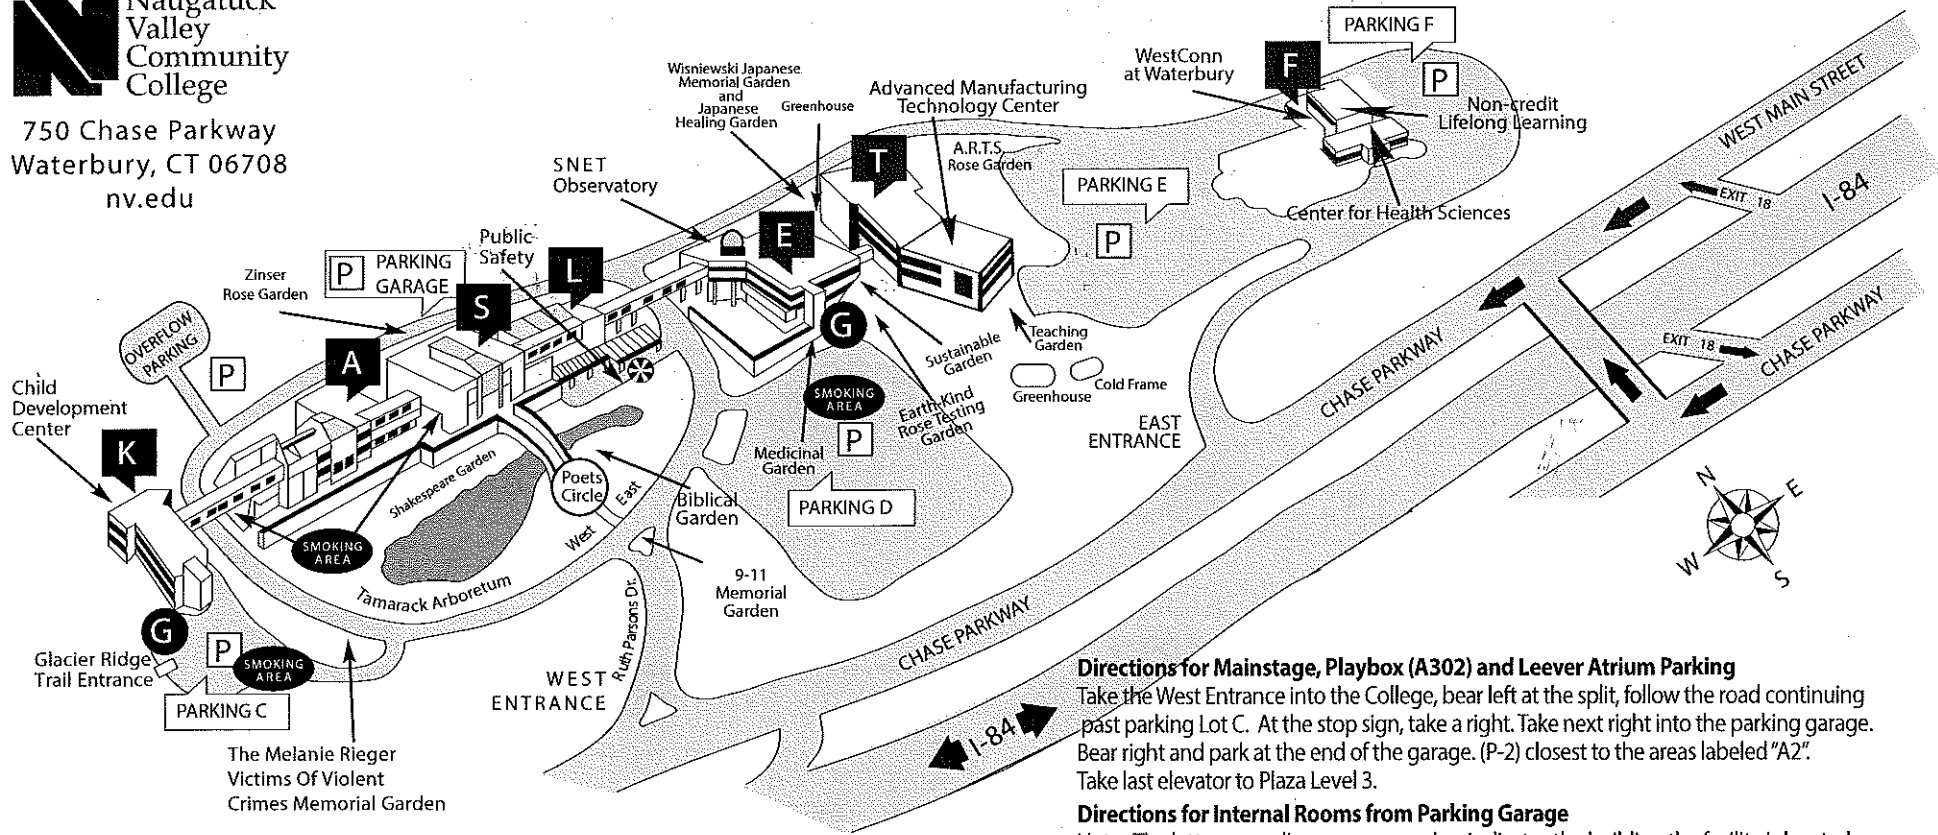 Naugatuck
Valley
Community
College
750 Chase Parkway
Waterbury, CT 06708
nv.edu
PARKING F
P
F
WestConn
at Waterbury
Non-credit
Lifelong Learning
Center for Health Sciences
Wisniewski Japanese
Memorial Garden
and
Japanese
Healing Garden
Greenhouse
Advanced Manufacturing
Technology Center
A.R.T.S.
Rose Garden
T
PARKING E
P
SNET
Observatory
E
WEST MAIN STREET
EXIT 18
I-84
CHASE PARKWAY
EXIT 18
CHASE PARKWAY
Public
Safety
L
P
PARKING
GARAGE
Zinser
Rose Garden
S
A
OVERFLOW
PARKING
P
Child
Development
Center
K
G
Sustainable
Garden
Teaching
Garden
Greenhouse
Cold Frame
SMOKING
AREA
Earth-Kind
Rose Testing
Garden
P
Medicinal
Garden
PARKING D
EAST
ENTRANCE
Shakespeare Garden
Poets
Circle
East
West
Biblical
Garden
SMOKING
AREA
Tamarack Arboretum
9-11
Memorial
Garden
Ruth Parsons Dr.
WEST
ENTRANCE
CHASE PARKWAY
I-84
N
E
W
S
G
Glacier Ridge
Trail Entrance
P
SMOKING
AREA
PARKING C
The Melanie Rieger
Victims Of Violent
Crimes Memorial Garden
Directions for Mainstage, Playbox (A302) and Leever Atrium Parking
Take the West Entrance into the College, bear left at the split, follow the road continuing
past parking Lot C. At the stop sign, take a right. Take next right into the parking garage.
Bear right and park at the end of the garage. (P-2) closest to the areas labeled "A2".
Take last elevator to Plaza Level 3.
Directions for Internal Rooms from Parking Garage